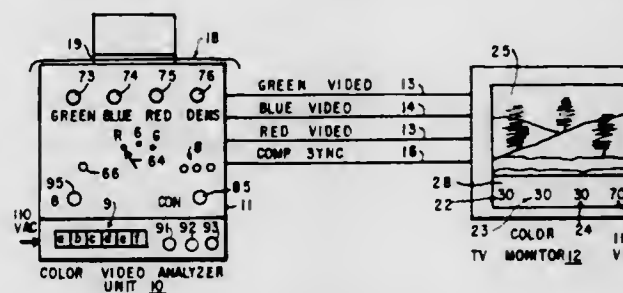 19 18
25
73 74 75 76
GREEN BLUE RED DENS
GREEN VIDEO 13
BLUE VIDEO 14
RED VIDEO 13
COMP SYNC 16
R 6 G
64
8
66
95
B
CON
85
28
30 30 30 70
22
23
24
110
VAC
9
a b c d e f
91 92 93
11
COLOR VIDEO ANALYZER
UNIT 10
COLOR
TV MONITOR 12
11
V